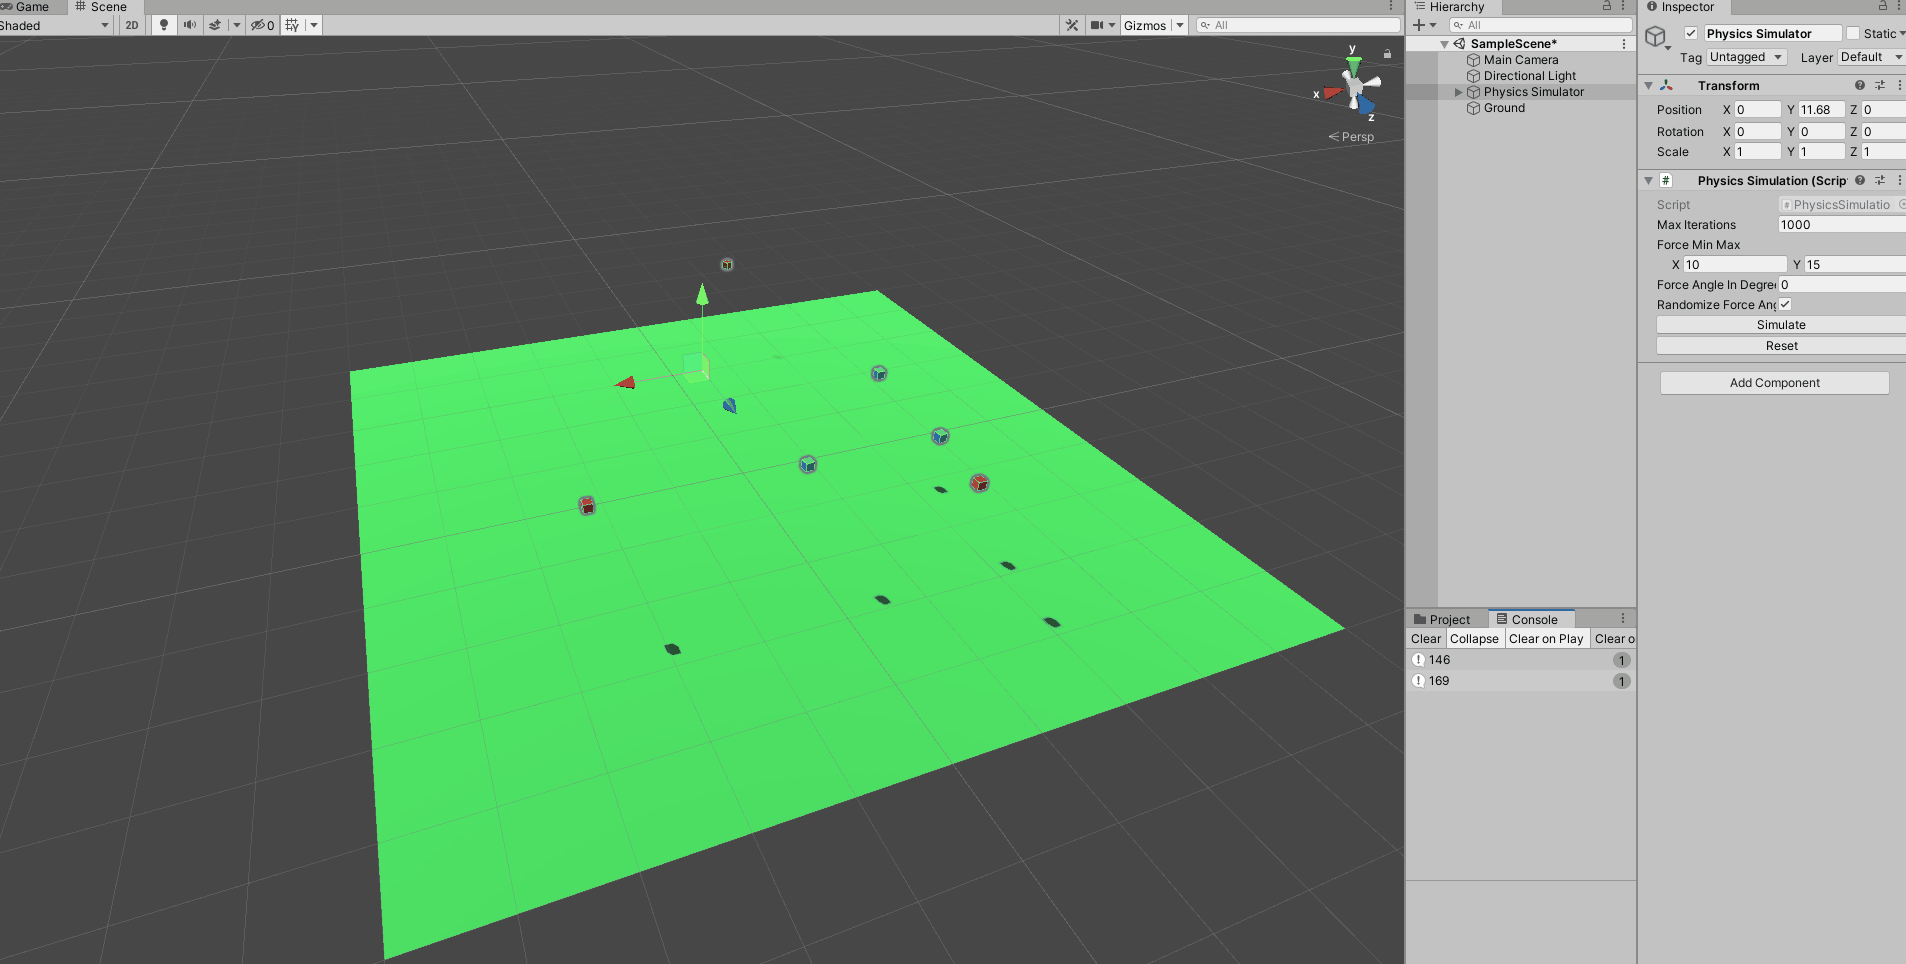 Game
Scene
Shaded
2D
0
Gizmos
All
y
x
z
Persp
Hierarchy
All
SampleScene*
Main Camera
Directional Light
Physics Simulator
Ground
Project
Console
Clear
Collapse
Clear on Play
Clear o
146
1
169
1
Inspector
Physics Simulator
Static
Tag
Untagged
Layer
Default
Transform
Position X 0 Y 11.68 Z 0
Rotation X 0 Y 0 Z 0
Scale X 1 Y 1 Z 1
#
Physics Simulation (Scrip
Script
# PhysicsSimulatio
Max Iterations 1000
Force Min Max
X 10 Y 15
Force Angle In Degre 0
Randomize Force Ang
Simulate
Reset
Add Component